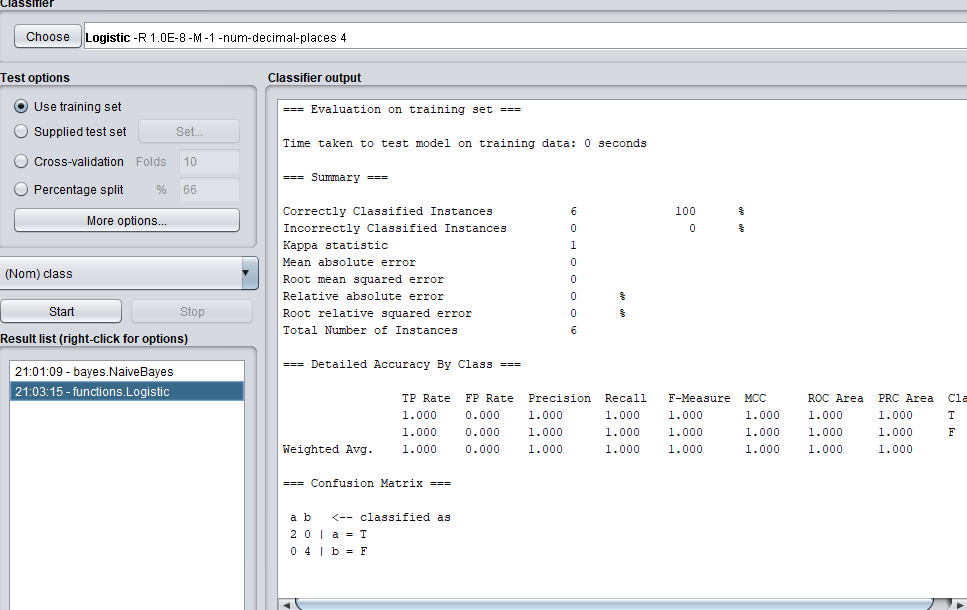 Classifier
Choose Logistic -R 1.0E-8 -M -1 -num-decimal-places 4
Test options
Use training set
Supplied test set Set...
Cross-validation Folds 10
Percentage split % 66
More options...
(Nom) class
Start Stop
Result list (right-click for options)
21:01:09 - bayes.NaiveBayes
21:03:15 - functions.Logistic
Classifier output
=== Evaluation on training set ===
Time taken to test model on training data: 0 seconds
=== Summary ===
Correctly Classified Instances 6 100 %
Incorrectly Classified Instances 0 0 %
Kappa statistic 1
Mean absolute error 0
Root mean squared error 0
Relative absolute error 0 %
Root relative squared error 0 %
Total Number of Instances 6
=== Detailed Accuracy By Class ===
TP Rate FP Rate Precision Recall F-Measure MCC ROC Area PRC Area Cla
1.000 0.000 1.000 1.000 1.000 1.000 1.000 1.000 T
1.000 0.000 1.000 1.000 1.000 1.000 1.000 1.000 F
Weighted Avg. 1.000 0.000 1.000 1.000 1.000 1.000 1.000 1.000
=== Confusion Matrix ===
a b <-- classified as
2 0 | a = T
0 4 | b = F